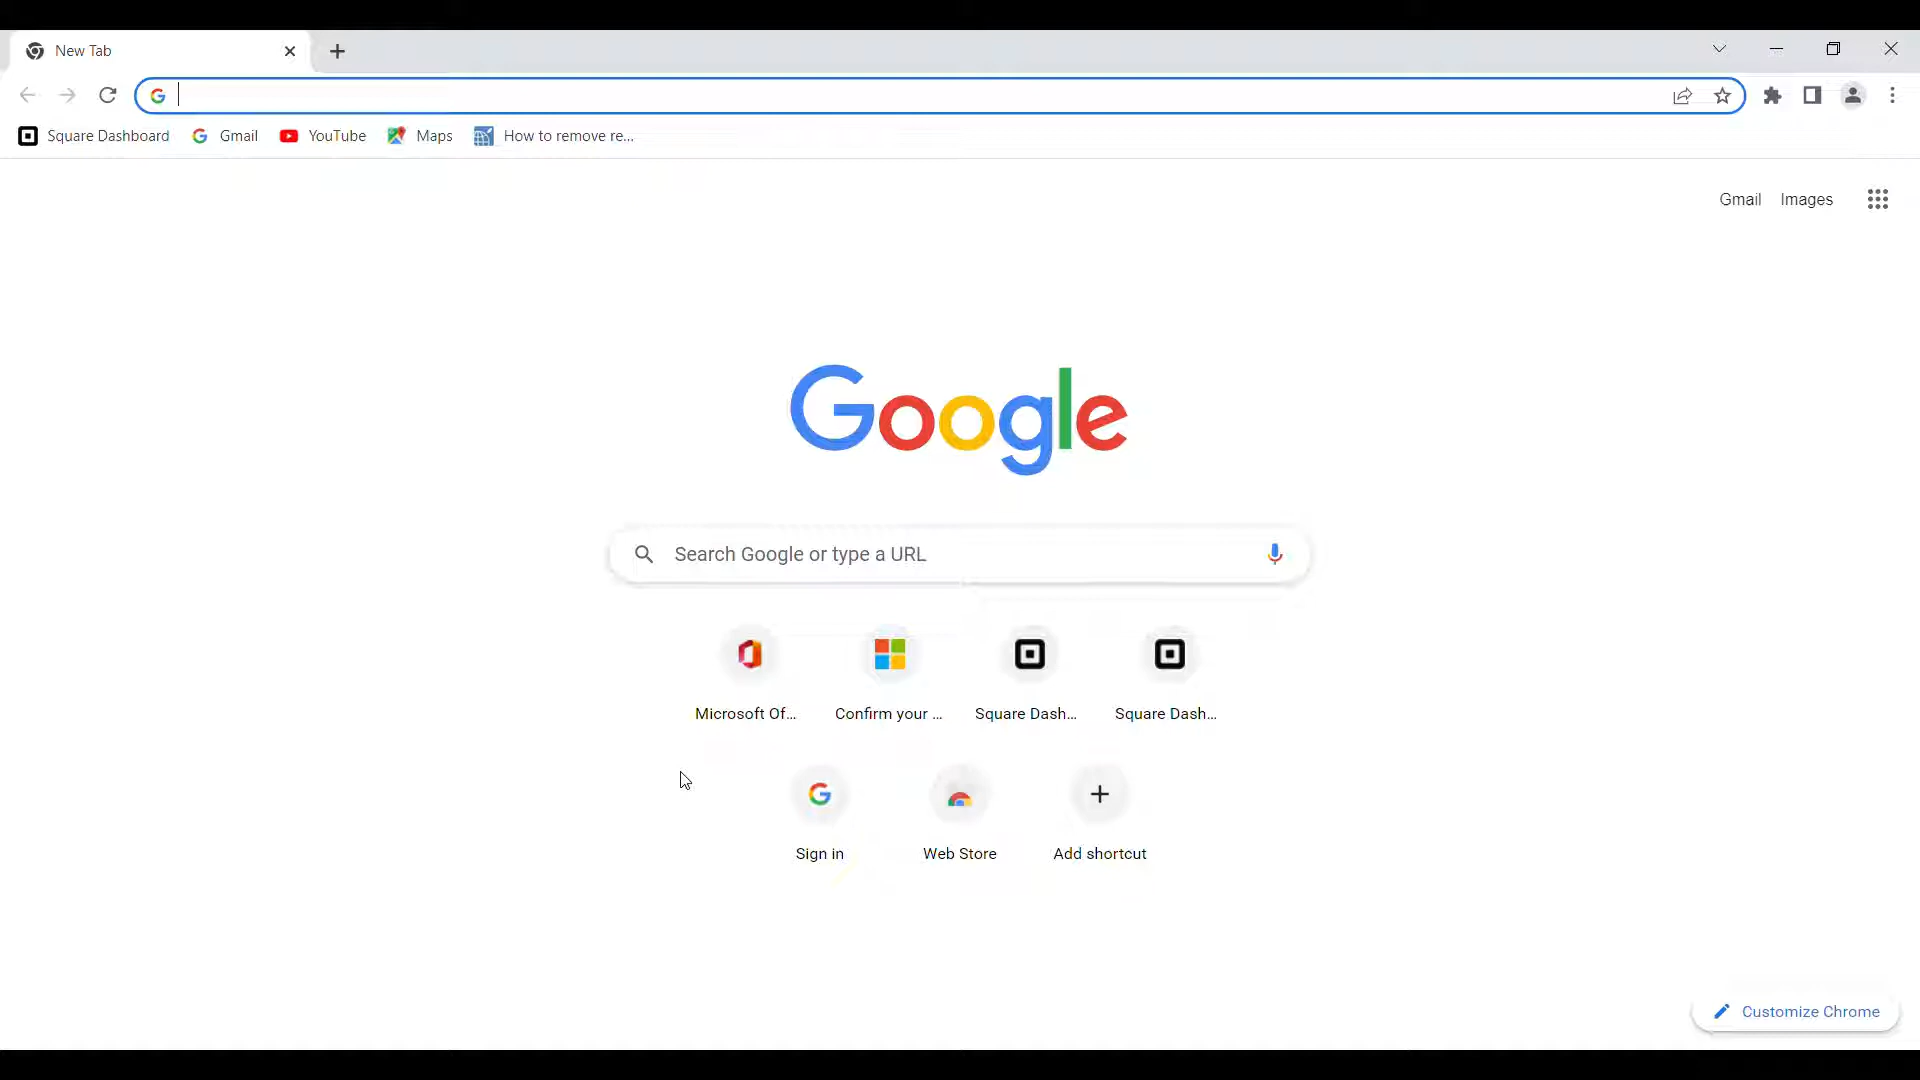 New Tab
Square Dashboard Gmail YouTube Maps How to remove re...
Gmail Images
Google
Search Google or type a URL
Microsoft Of... Confirm your ... Square Dash... Square Dash...
Sign in Web Store Add shortcut
Customize Chrome